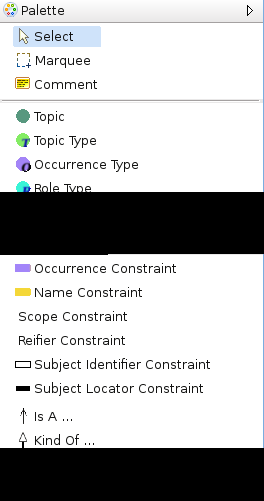 Palette
Select
Marquee
Comment
Topic
Topic Type
Occurrence Type
Role Type
Occurrence Constraint
Name Constraint
Scope Constraint
Reifier Constraint
Subject Identifier Constraint
Subject Locator Constraint
Is A ...
Kind Of ...